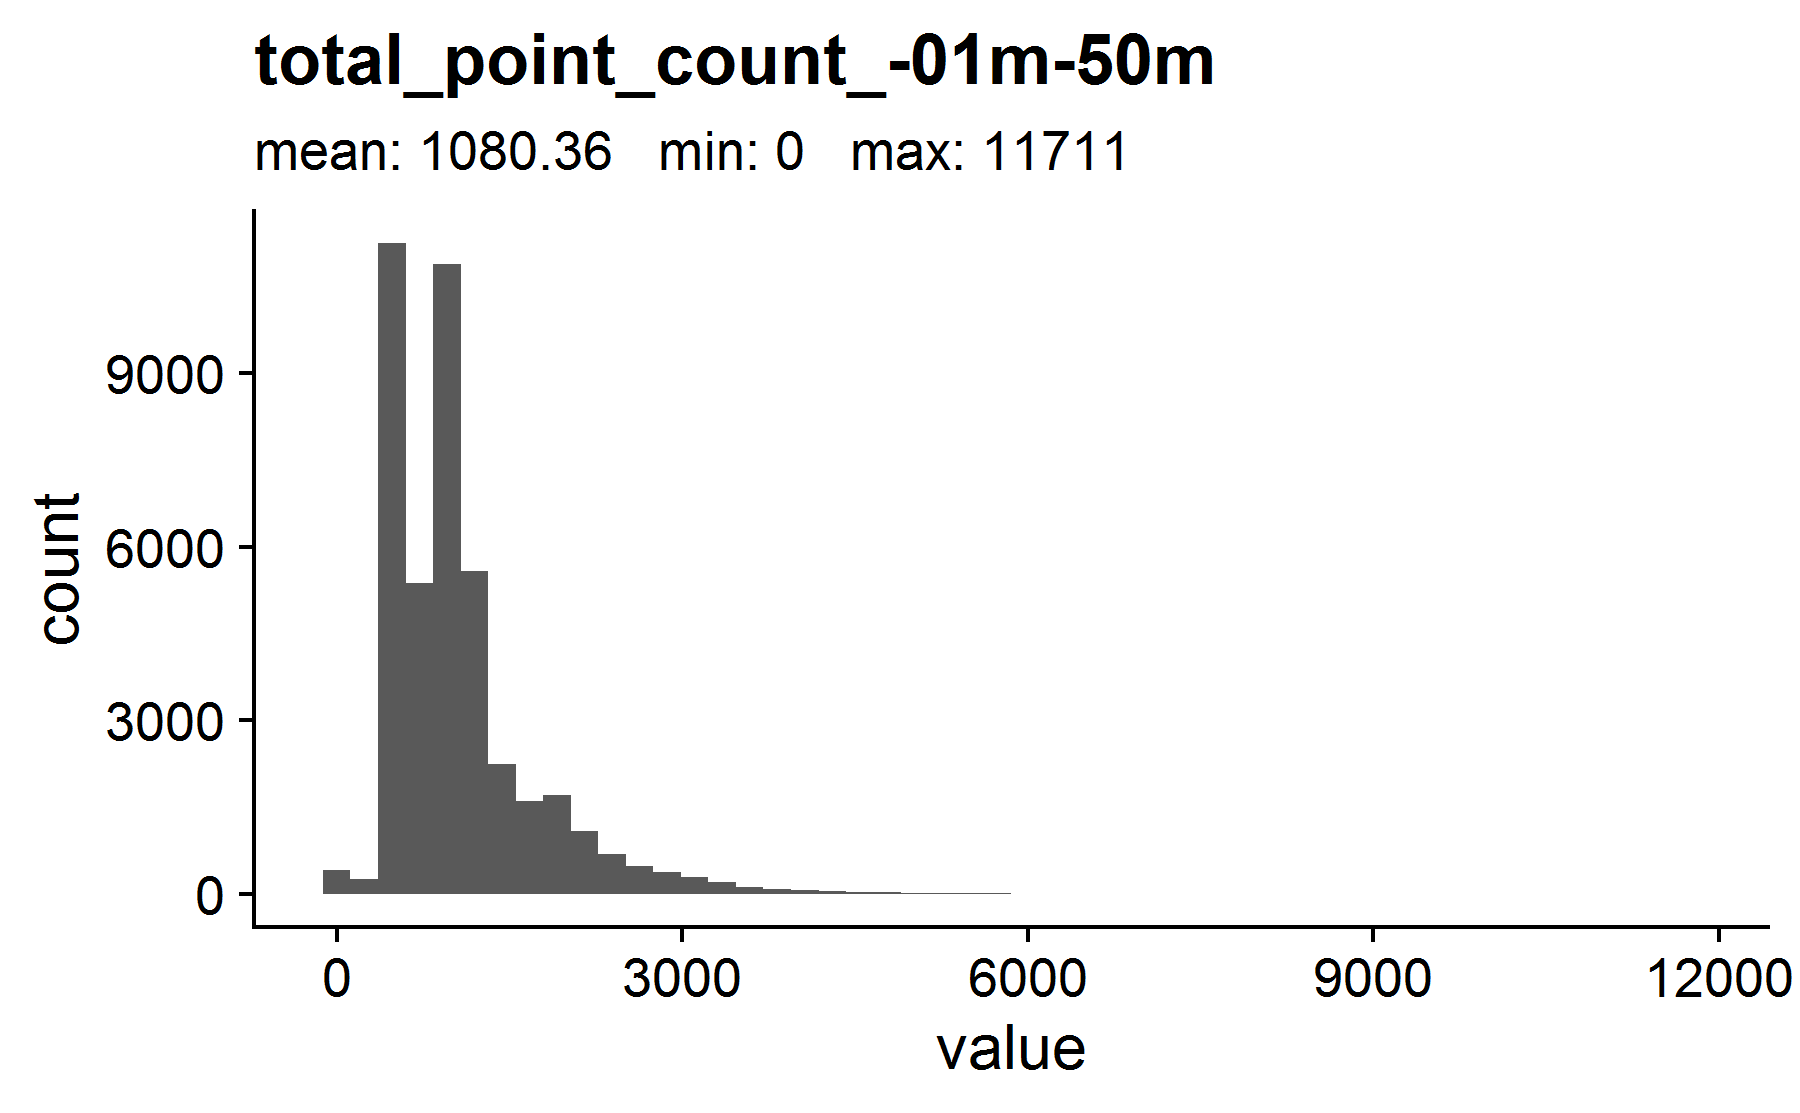 total_point_count_-01m-50m
mean: 1080.36   min: 0   max: 11711
count
9000
6000
3000
0
0 3000 6000 9000 12000
value